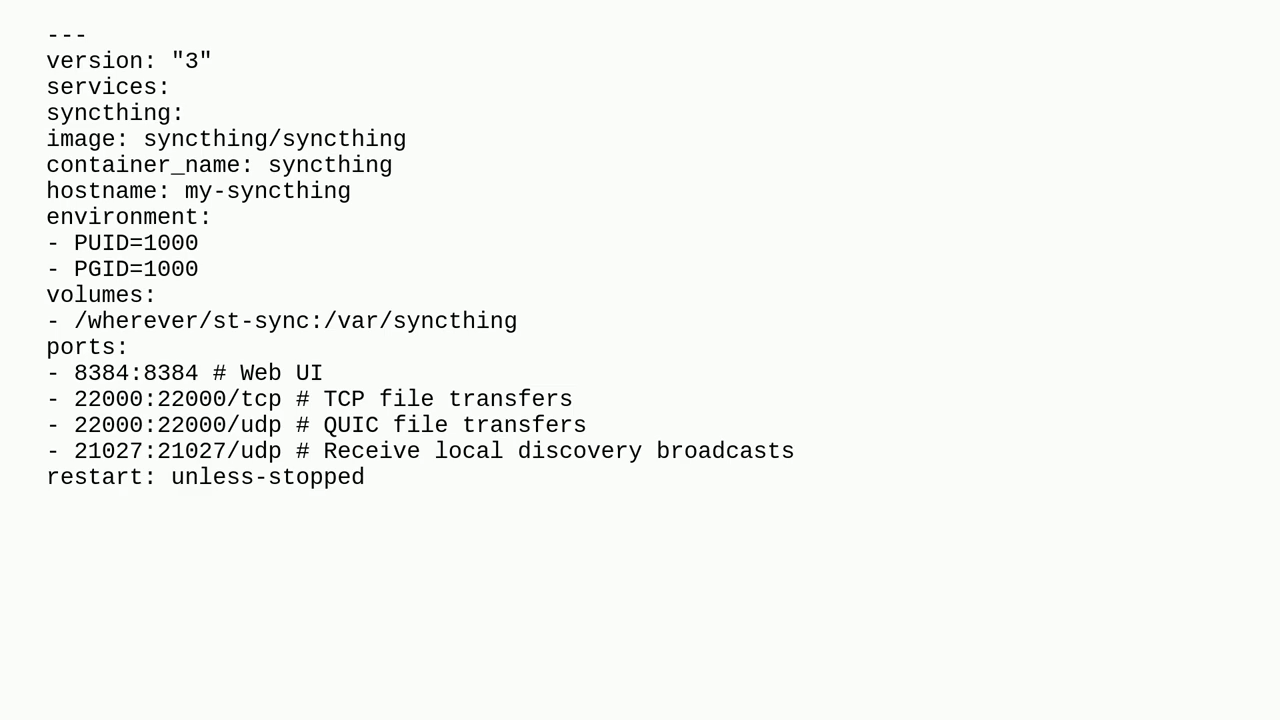 ---
version: "3"
services:
syncthing:
image: syncthing/syncthing
container_name: syncthing
hostname: my-syncthing
environment:
- PUID=1000
- PGID=1000
volumes:
- /wherever/st-sync:/var/syncthing
ports:
- 8384:8384 # Web UI
- 22000:22000/tcp # TCP file transfers
- 22000:22000/udp # QUIC file transfers
- 21027:21027/udp # Receive local discovery broadcasts
restart: unless-stopped